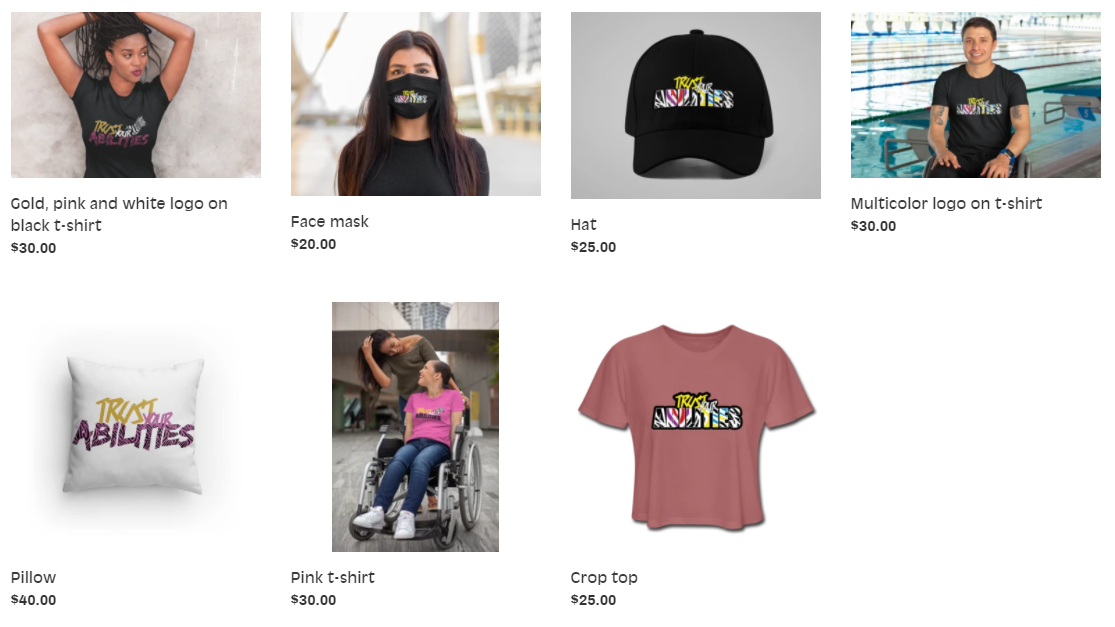 TRUST
YOUR
ABILITIES
Gold, pink and white logo on
black t-shirt
$30.00
TRUST
YOUR
ABILITIES
Face mask
$20.00
TRUST
YOUR
ABILITIES
Hat
$25.00
TRUST
YOUR
ABILITIES
Multicolor logo on t-shirt
$30.00
TRUST
YOUR
ABILITIES
Pillow
$40.00
TRUST
YOUR
ABILITIES
Pink t-shirt
$30.00
TRUST
YOUR
ABILITIES
Crop top
$25.00